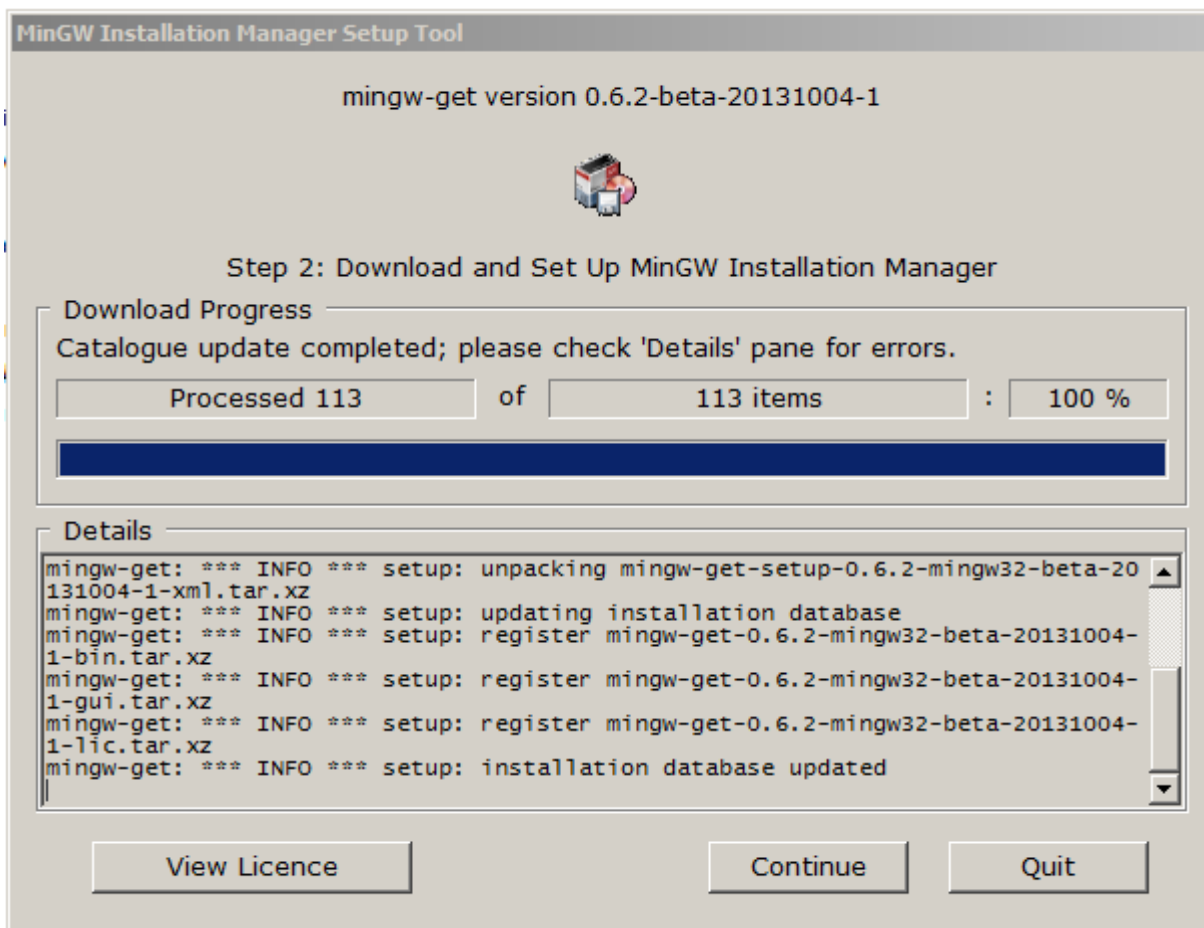 MinGW Installation Manager Setup Tool
mingw-get version 0.6.2-beta-20131004-1
Step 2: Download and Set Up MinGW Installation Manager
Download Progress
Catalogue update completed; please check 'Details' pane for errors.
Processed 113 of 113 items : 100 %
Details
mingw-get: *** INFO *** setup: unpacking mingw-get-setup-0.6.2-mingw32-beta-20
131004-1-xml.tar.xz
mingw-get: *** INFO *** setup: updating installation database
mingw-get: *** INFO *** setup: register mingw-get-0.6.2-mingw32-beta-20131004-
1-bin.tar.xz
mingw-get: *** INFO *** setup: register mingw-get-0.6.2-mingw32-beta-20131004-
1-gui.tar.xz
mingw-get: *** INFO *** setup: register mingw-get-0.6.2-mingw32-beta-20131004-
1-lic.tar.xz
mingw-get: *** INFO *** setup: installation database updated
View Licence Continue Quit